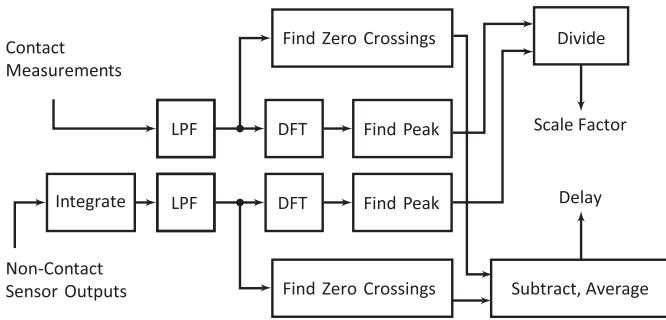 Find Zero Crossings
Divide
Contact
Measurements
LPF
DFT
Find Peak
Scale Factor
Integrate
LPF
DFT
Find Peak
Delay
Non-Contact
Sensor Outputs
Find Zero Crossings
Subtract, Average